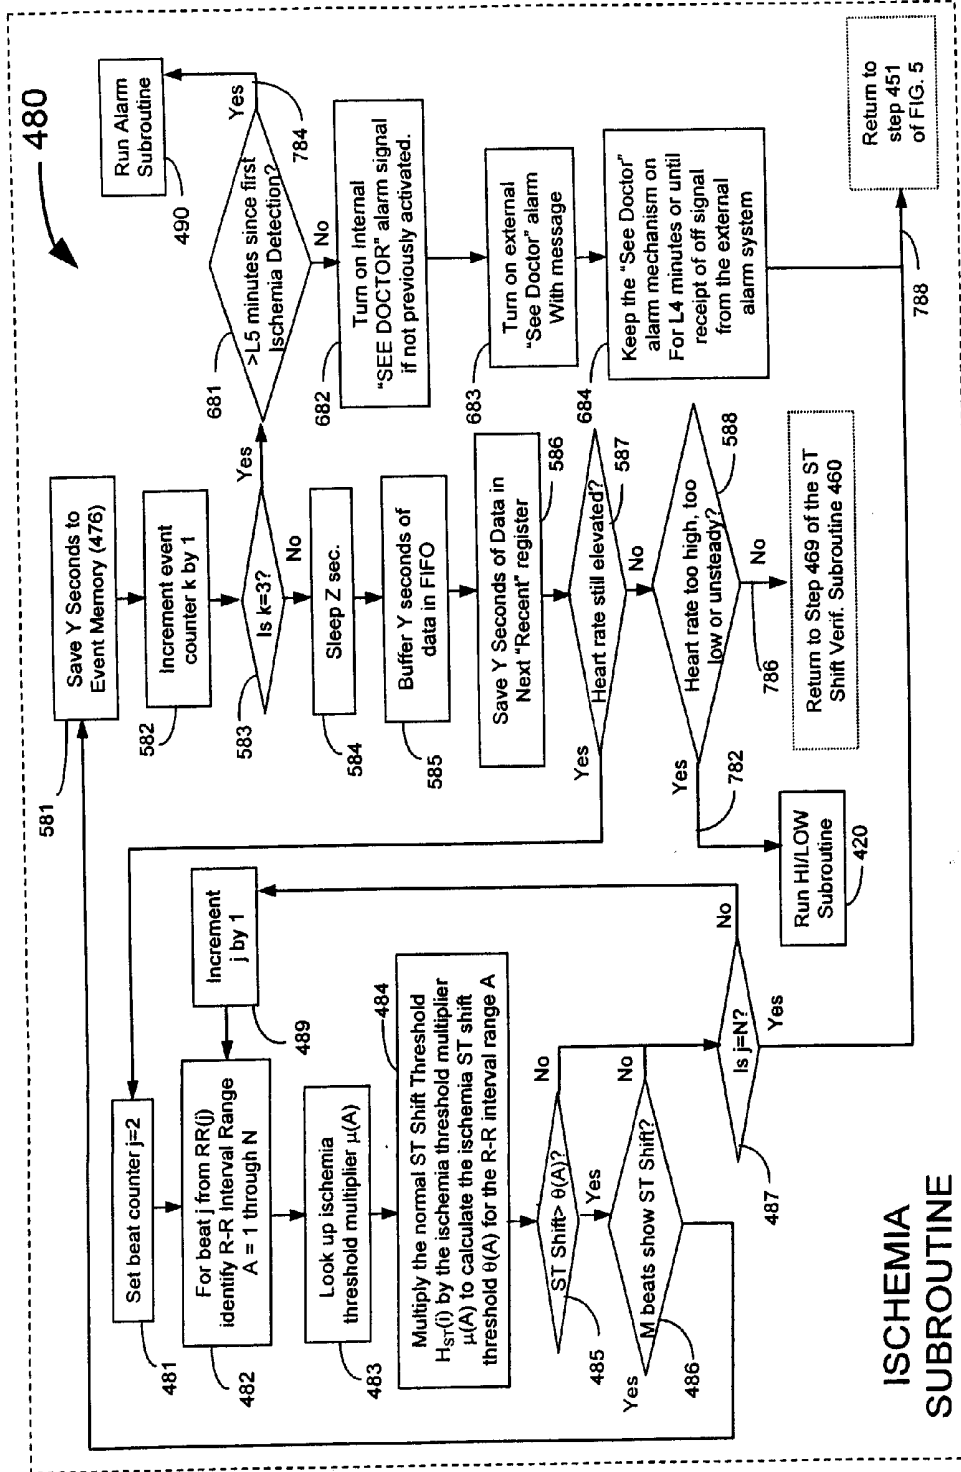 480
581
Save Y Seconds to
Event Memory (476)
582
Increment event
counter k by 1
583
Is k=3?
Yes
No
584
Sleep Z sec.
585
Buffer Y seconds of
data in FIFO
586
Save Y Seconds of Data in
Next "Recent" register
587
Heart rate still elevated?
Yes
No
588
Heart rate too high, too
low or unsteady?
Yes
782
No
786
Run HI/LOW
Subroutine
420
Return to Step 469 of the ST
Shift Verif. Subroutine 460
681
>L5 minutes since first
Ischemia Detection?
Yes
784
No
Run Alarm
Subroutine
490
682
Turn on Internal
"SEE DOCTOR" alarm signal
if not previously activated.
683
Turn on external
"See Doctor" alarm
With message
684
Keep the "See Doctor"
alarm mechanism on
For L4 minutes or until
receipt of off signal
from the external
alarm system
788
Return to
step 451
of FIG. 5
481
Set beat counter j=2
482
For beat j from RR(j)
identify R-R Interval Range
A = 1 through N
489
Increment
j by 1
483
Look up ischemia
threshold multiplier μ(A)
484
Multiply the normal ST Shift Threshold
HST(i) by the ischemia threshold multiplier
μ(A) to calculate the ischemia ST shift
threshold θ(A) for the R-R interval range A
485
ST Shift> θ(A)?
No
Yes
486
M beats show ST Shift?
No
Yes
487
Is j=N?
No
Yes
ISCHEMIA
SUBROUTINE